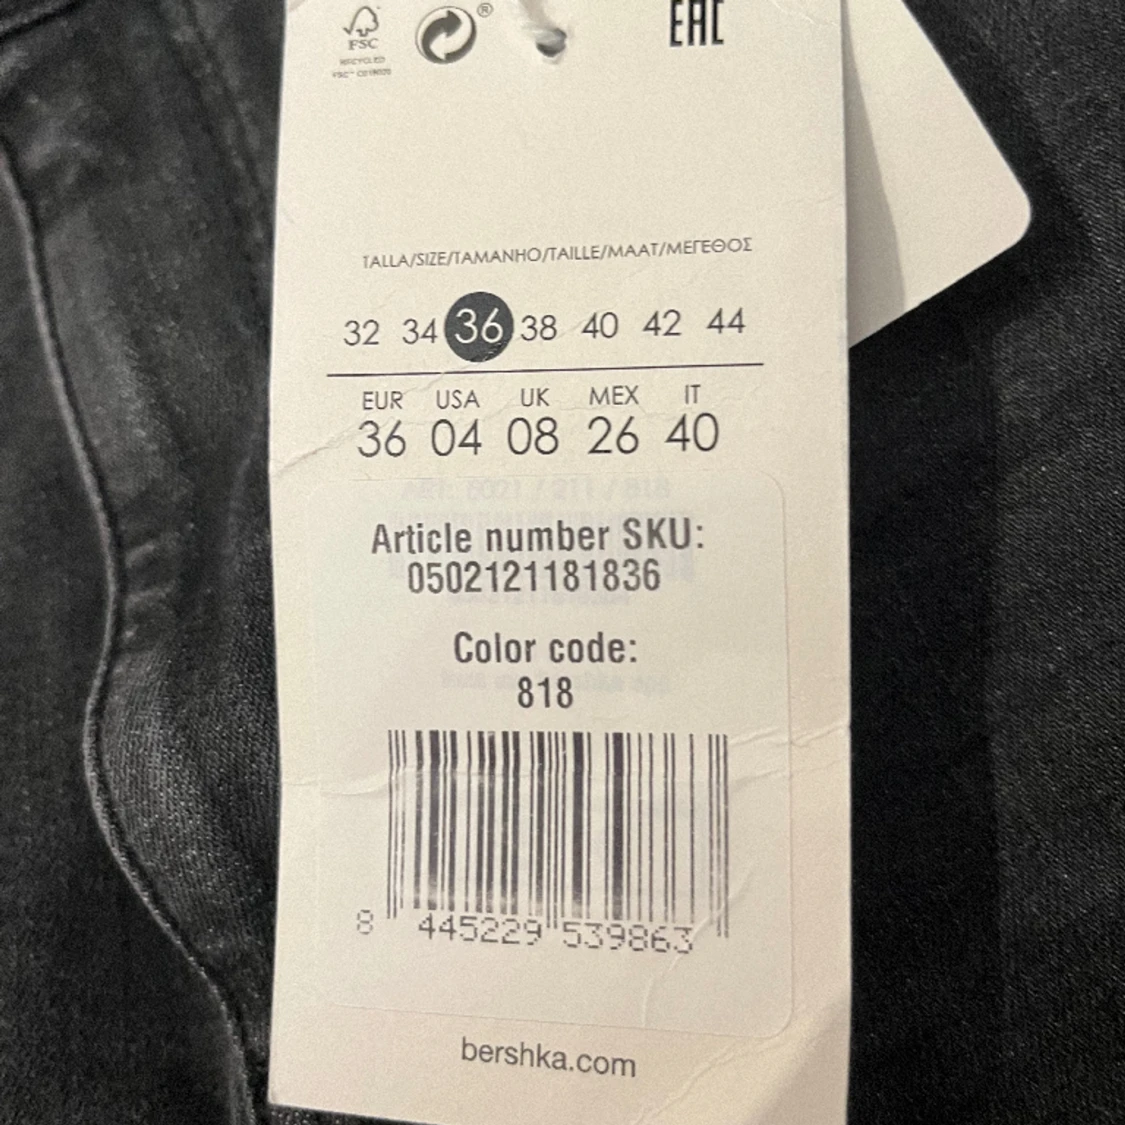 FSC
RECYCLED
®
EAC
TALLA/SIZE/TAMANHO/TAILLE/MAAT/ΜΕΓΕΘΟΣ
32 34 36 38 40 42 44
EUR USA UK MEX IT
36 04 08 26 40
Article number SKU:
0502121181836
Color code:
818
8 445229 539863
bershka.com